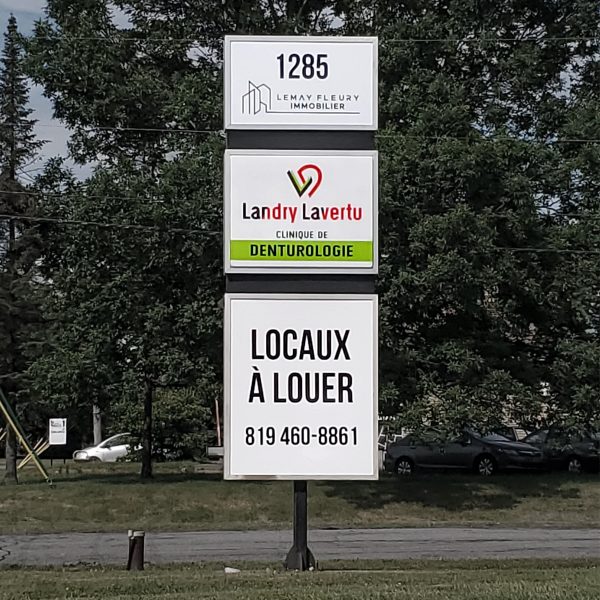 1285
LEMAY FLEURY
IMMOBILIER
Landry Lavertu
CLINIQUE DE
DENTUROLOGIE
LOCAUX
À LOUER
819 460-8861